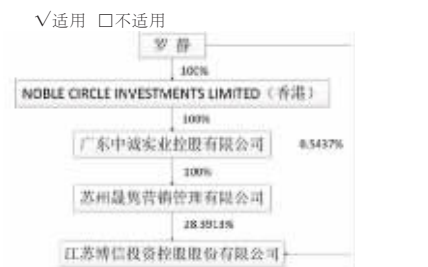 √适用 □不适用
罗 静
100%
NOBLE CIRCLE INVESTMENTS LIMITED（香港）
100%
广东中诚实业控股有限公司
0.5437%
100%
苏州晟隽营销管理有限公司
28.3913%
江苏博信投资控股股份有限公司